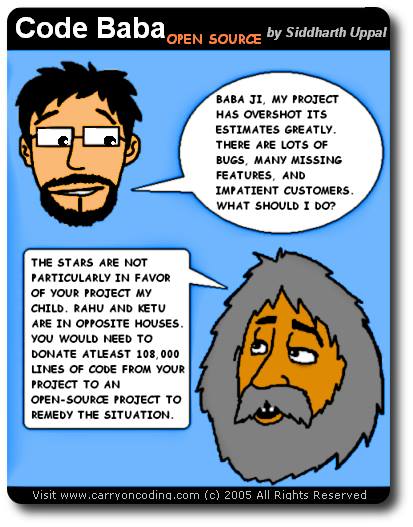 Code Baba OPEN SOURCE by Siddharth Uppal
BABA JI, MY PROJECT
HAS OVERSHOT ITS
ESTIMATES GREATLY.
THERE ARE LOTS OF
BUGS, MANY MISSING
FEATURES, AND
IMPATIENT CUSTOMERS.
WHAT SHOULD I DO?
THE STARS ARE NOT
PARTICULARLY IN FAVOR
OF YOUR PROJECT MY
CHILD. RAHU AND KETU
ARE IN OPPOSITE HOUSES.
YOU WOULD NEED TO
DONATE ATLEAST 108,000
LINES OF CODE FROM YOUR
PROJECT TO AN
OPEN-SOURCE PROJECT TO
REMEDY THE SITUATION.
Visit www.carryoncoding.com (c) 2005 All Rights Reserved